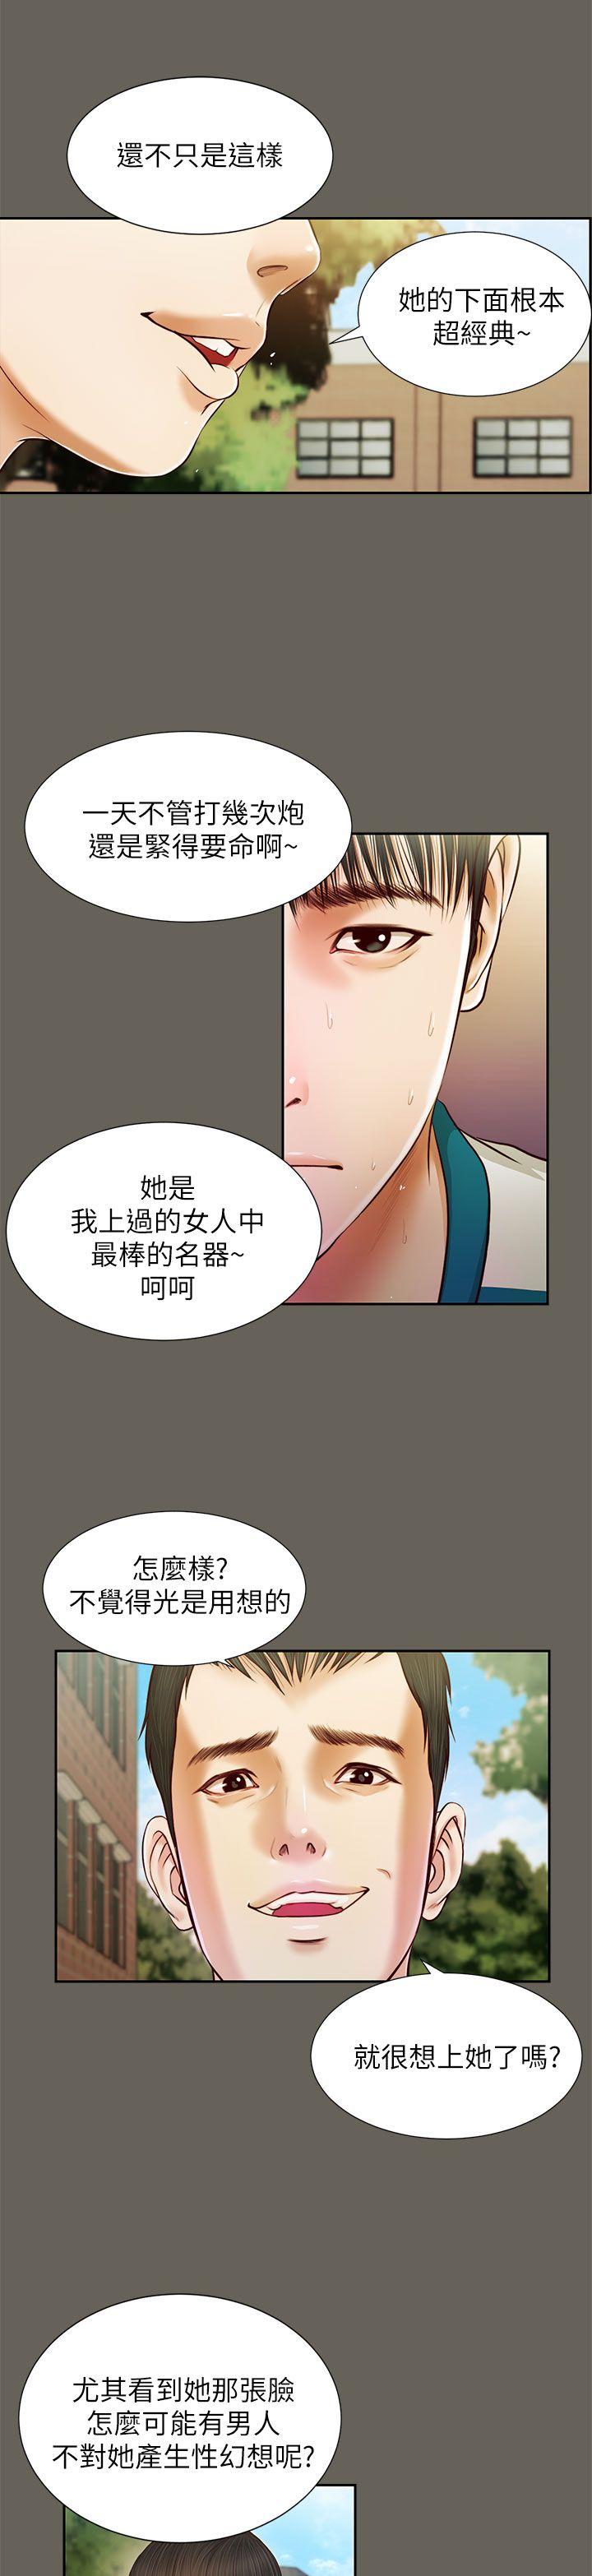 還不只是這樣
她的下面根本
超經典~
一天不管打幾次炮
還是緊得要命啊~
她是
我上過的女人中
最棒的名器~
呵呵
怎麼樣?
不覺得光是用想的
就很想上她了嗎?
尤其看到她那張臉
怎麼可能有男人
不對她產生性幻想呢?